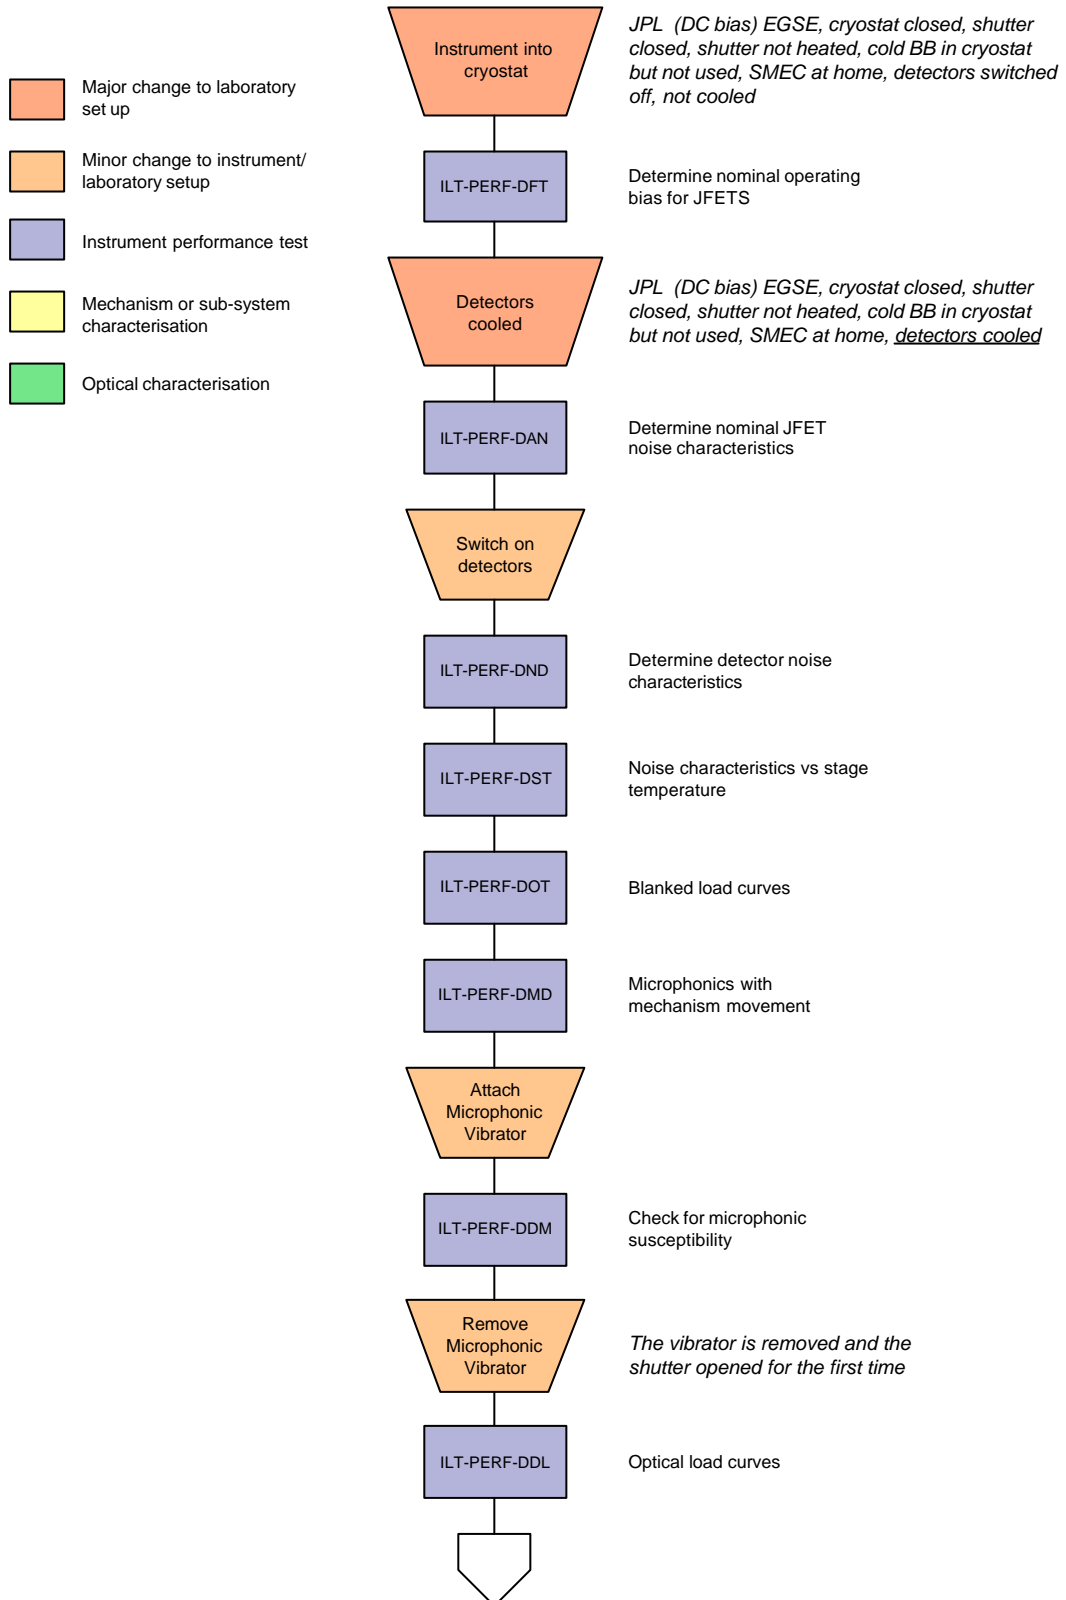 Major change to laboratory
set up
Minor change to instrument/
laboratory setup
Instrument performance test
Mechanism or sub-system
characterisation
Optical characterisation
Instrument into
cryostat
JPL (DC bias) EGSE, cryostat closed, shutter
closed, shutter not heated, cold BB in cryostat
but not used, SMEC at home, detectors switched
off, not cooled
ILT-PERF-DFT
Determine nominal operating
bias for JFETS
Detectors
cooled
JPL (DC bias) EGSE, cryostat closed, shutter
closed, shutter not heated, cold BB in cryostat
but not used, SMEC at home, detectors cooled
ILT-PERF-DAN
Determine nominal JFET
noise characteristics
Switch on
detectors
ILT-PERF-DND
Determine detector noise
characteristics
ILT-PERF-DST
Noise characteristics vs stage
temperature
ILT-PERF-DOT
Blanked load curves
ILT-PERF-DMD
Microphonics with
mechanism movement
Attach
Microphonic
Vibrator
ILT-PERF-DDM
Check for microphonic
susceptibility
Remove
Microphonic
Vibrator
The vibrator is removed and the
shutter opened for the first time
ILT-PERF-DDL
Optical load curves